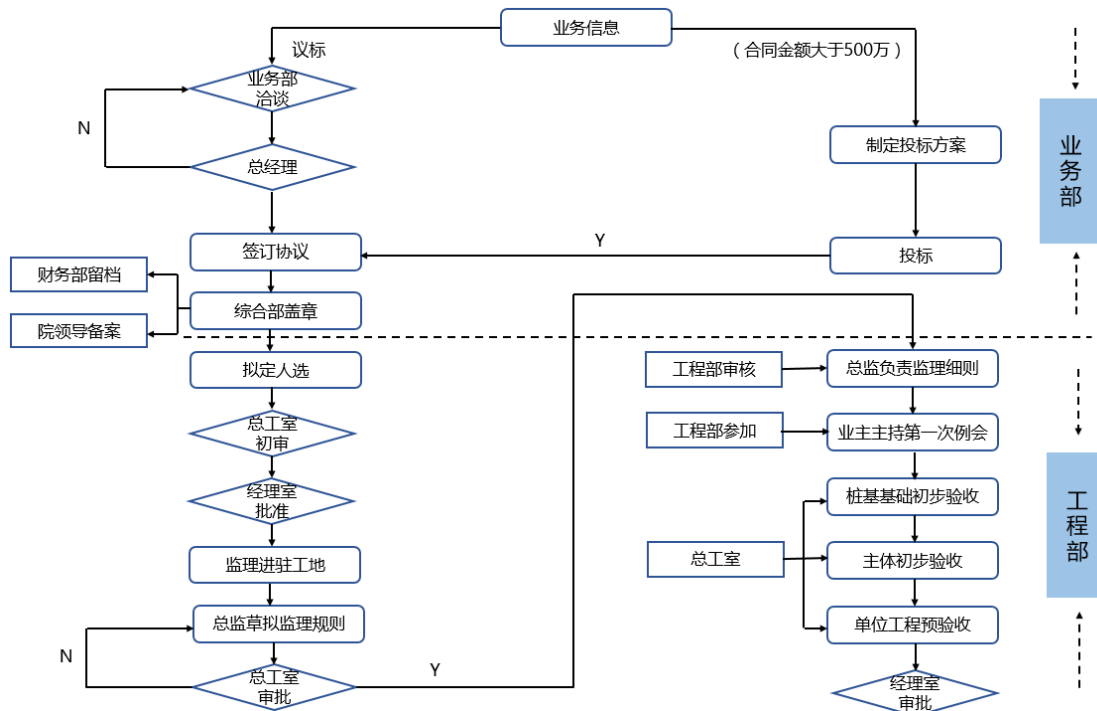 业务信息
议标
（合同金额大于500万）
业务部
洽谈
N
总经理
制定投标方案
业务部
签订协议
Y
投标
财务部留档
综合部盖章
院领导备案
拟定人选
工程部审核
总监负责监理细则
总工室
初审
工程部参加
业主主持第一次例会
经理室
批准
桩基基础初步验收
工程部
监理进驻工地
总工室
主体初步验收
总监草拟监理规则
单位工程预验收
N
总工室
审批
Y
经理室
审批